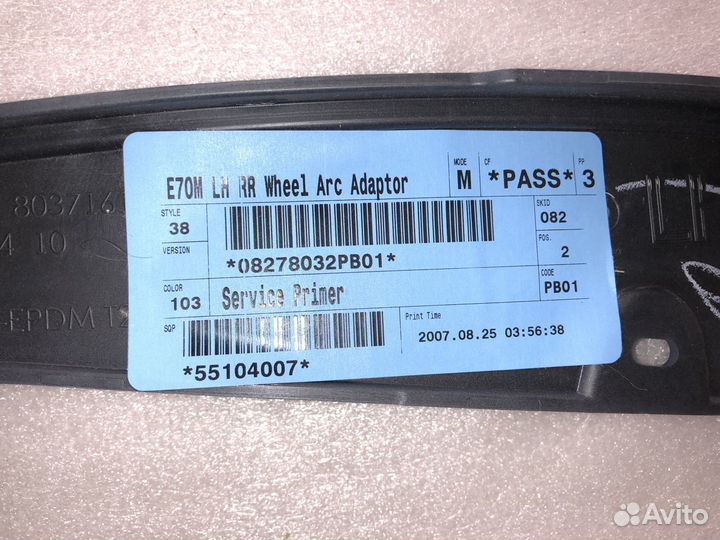 E70M LH RR Wheel Arc Adaptor
MODE
M
CF
*PASS*
PP
3
STYLE
38
VERSION
*08278032PB01*
SKID
082
POS.
2
COLOR
103
Service Primer
CODE
PB01
SQP
*55104007*
Print Time
2007.08.25 03:56:38
4 10
EPDM
Avito